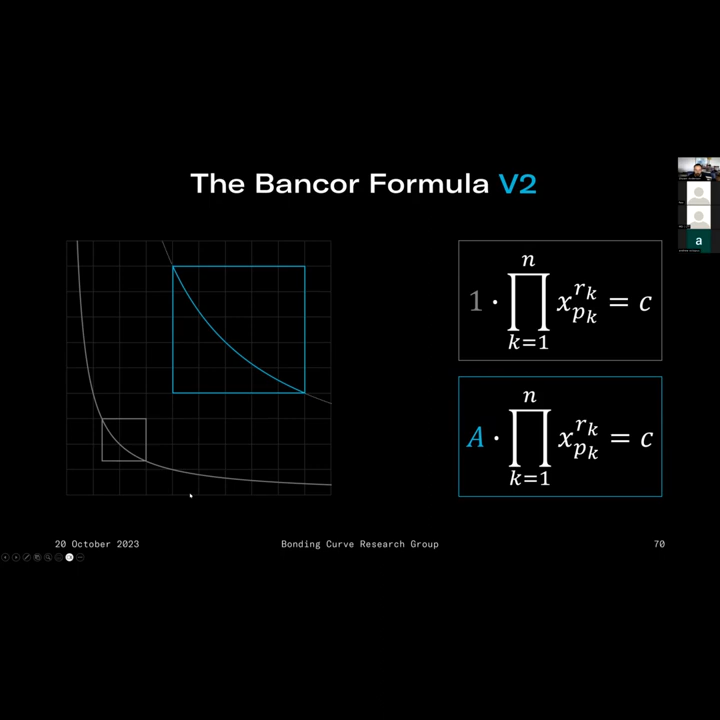 The Bancor Formula V2
n
1 · ∏ x_{p_k}^{r_k} = c
k=1
n
A · ∏ x_{p_k}^{r_k} = c
k=1
a
20 October 2023 Bonding Curve Research Group 70